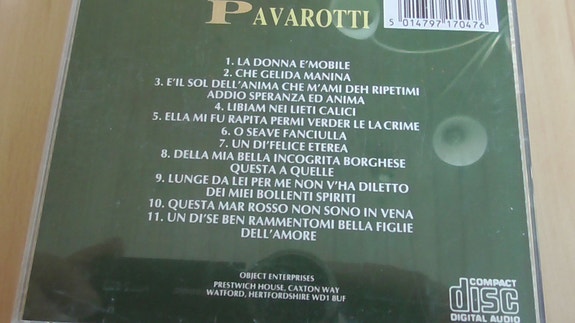 PAVAROTTI
5 014797 170476
1. LA DONNA E'MOBILE
2. CHE GELIDA MANINA
3. E'IL SOL DELL'ANIMA CHE M'AMI DEH RIPETIMI
ADDIO SPERANZA ED ANIMA
4. LIBIAM NEI LIETI CALICI
5. ELLA MI FU RAPITA PERMI VERDER LE LA CRIME
6. O SEAVE FANCIULLA
7. UN DI'FELICE ETEREA
8. DELLA MIA BELLA INCOGRITA BORGHESE
QUESTA A QUELLE
9. LUNGE DA LEI PER ME NON V'HA DILETTO
DEI MIEI BOLLENTI SPIRITI
10. QUESTA MAR ROSSO NON SONO IN VENA
11. UN DI'SE BEN RAMMENTOMI BELLA FIGLIE
DELL'AMORE
OBJECT ENTERPRISES
PRESTWICH HOUSE, CAXTON WAY
WATFORD, HERTFORDSHIRE WD1 8UF
COMPACT
disc
DIGITAL AUDIO